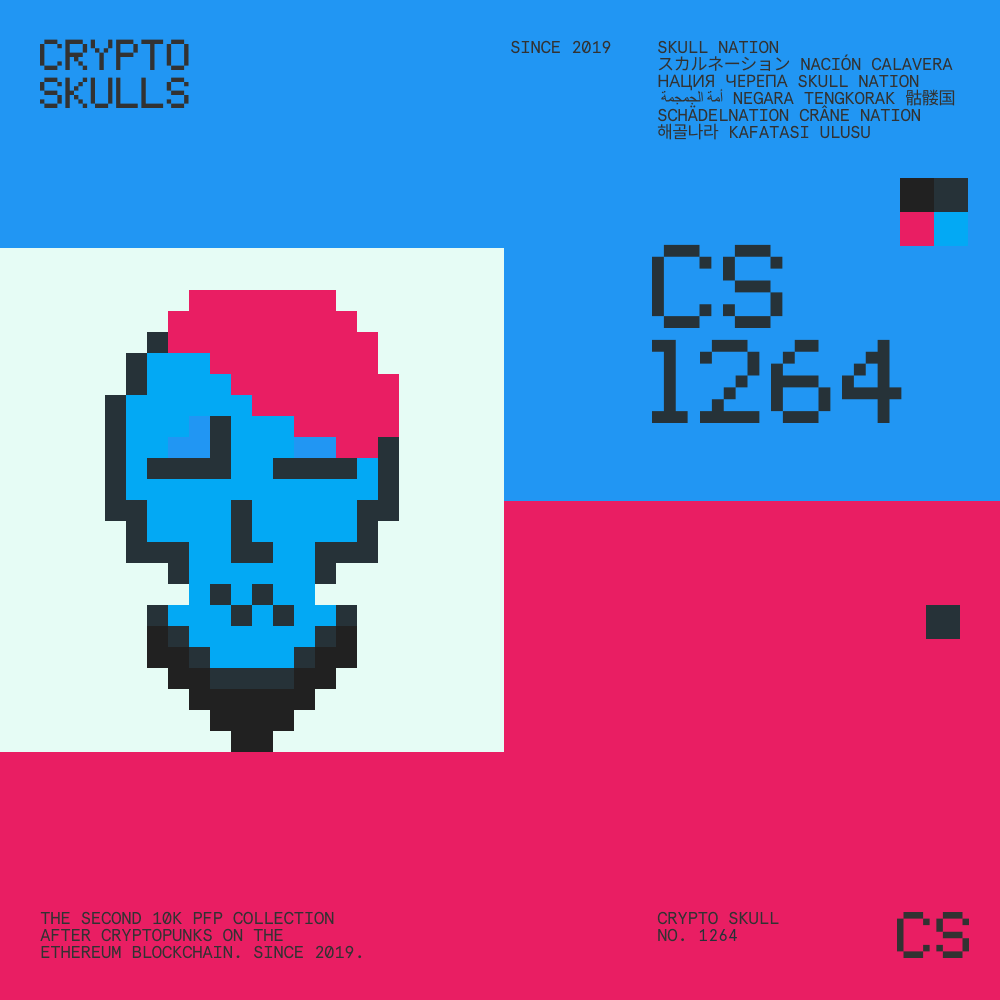 CRYPTO
SKULLS
SINCE 2019
SKULL NATION
スカルネーション NACIÓN CALAVERA
НАЦИЯ ЧЕРЕПА SKULL NATION
أمة الجمجمة NEGARA TENGKORAK 骷髅国
SCHÄDELNATION CRÂNE NATION
해골나라 KAFATASI ULUSU
CS
1264
THE SECOND 10K PFP COLLECTION
AFTER CRYPTOPUNKS ON THE
ETHEREUM BLOCKCHAIN. SINCE 2019.
CRYPTO SKULL
NO. 1264
CS